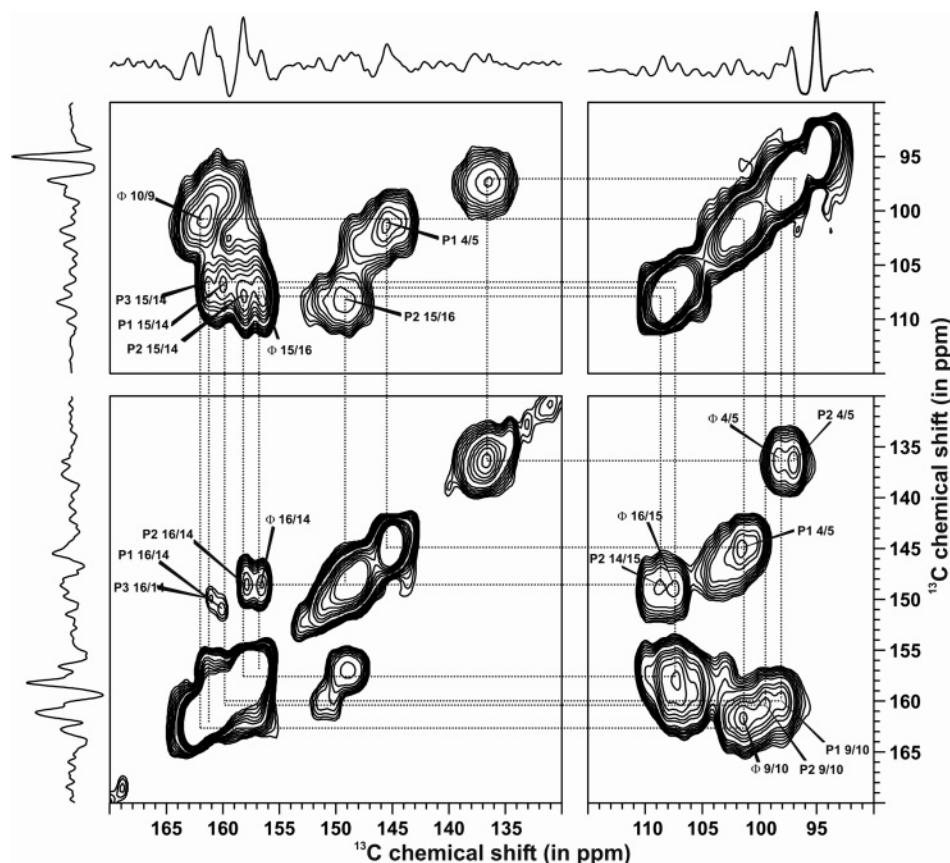 Φ 10/9
P1 4/5
P3 15/14
P1 15/14
P2 15/14
Φ 15/16
P2 15/16
95
100
105
110
13C chemical shift (in ppm)
Φ 16/14
P2 16/14
P1 16/14
P3 16/14
Φ 4/5
P2 4/5
Φ 16/15
P2 14/15
P1 4/5
P1 9/10
P2 9/10
Φ 9/10
135
140
145
150
155
160
165
165 160 155 150 145 140 135
110 105 100 95
13C chemical shift (in ppm)